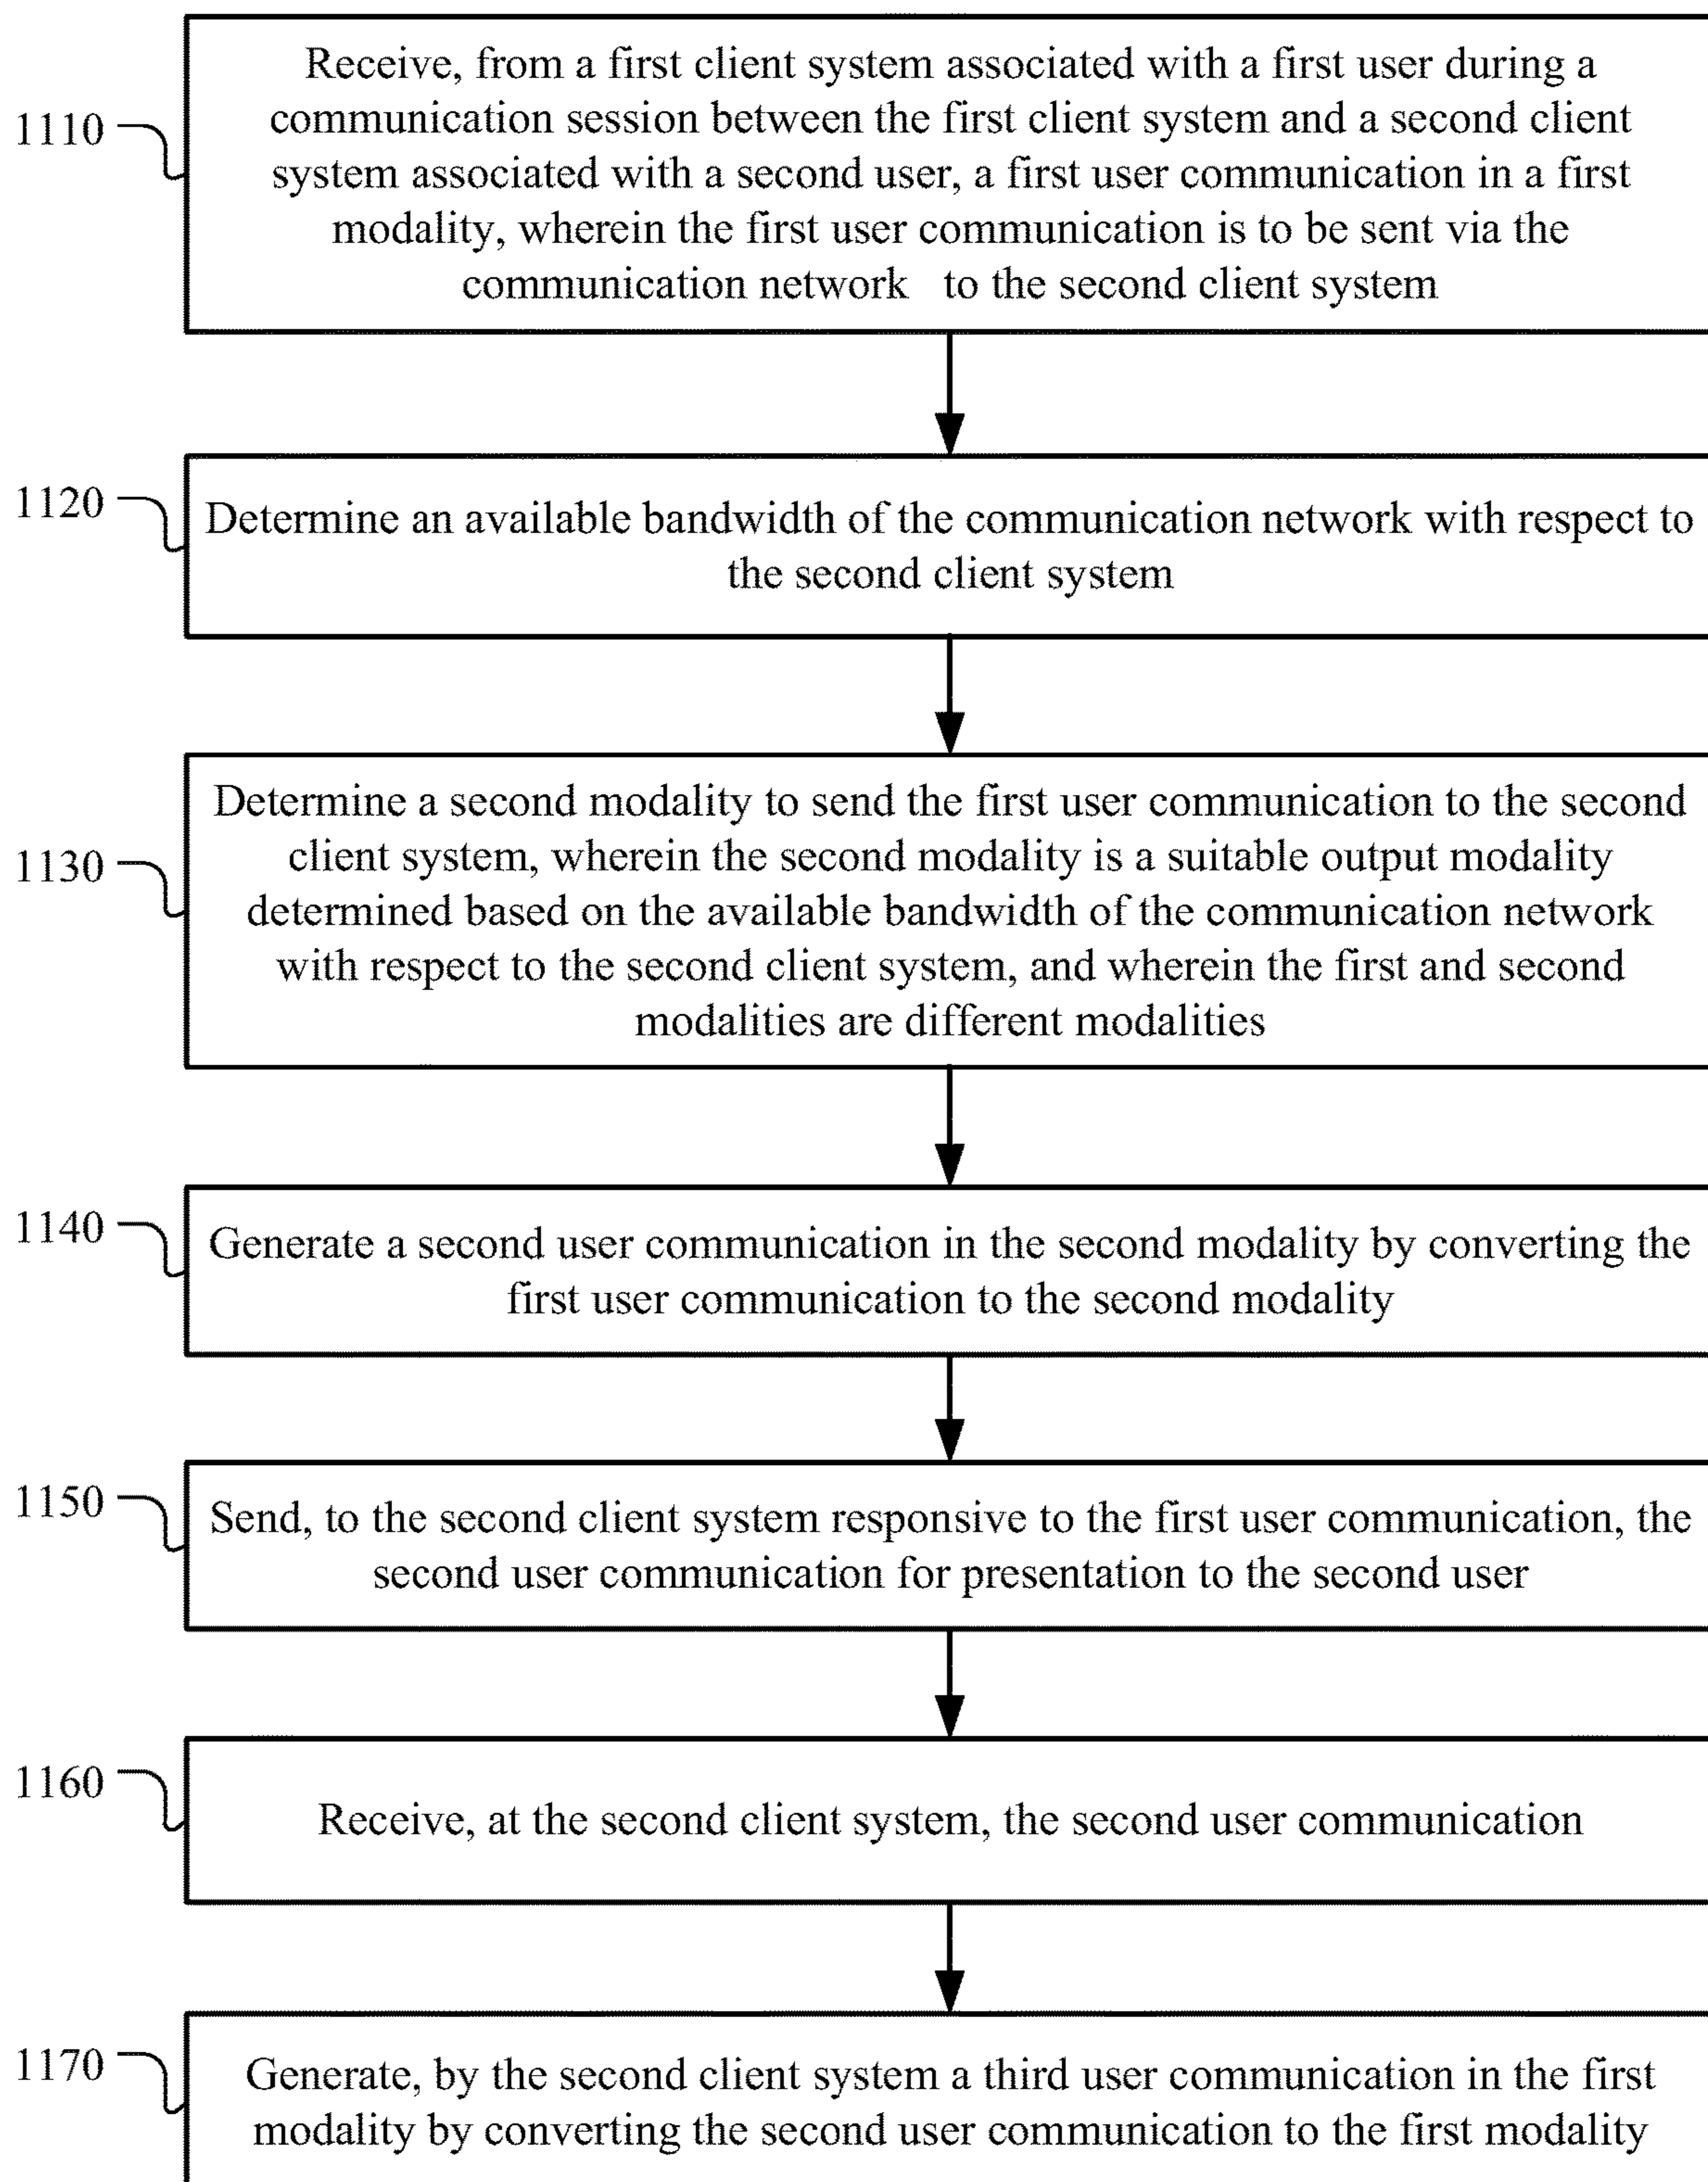 1110
Receive, from a first client system associated with a first user during a
communication session between the first client system and a second client
system associated with a second user, a first user communication in a first
modality, wherein the first user communication is to be sent via the
communication network to the second client system
1120
Determine an available bandwidth of the communication network with respect to
the second client system
1130
Determine a second modality to send the first user communication to the second
client system, wherein the second modality is a suitable output modality
determined based on the available bandwidth of the communication network
with respect to the second client system, and wherein the first and second
modalities are different modalities
1140
Generate a second user communication in the second modality by converting the
first user communication to the second modality
1150
Send, to the second client system responsive to the first user communication, the
second user communication for presentation to the second user
1160
Receive, at the second client system, the second user communication
1170
Generate, by the second client system a third user communication in the first
modality by converting the second user communication to the first modality